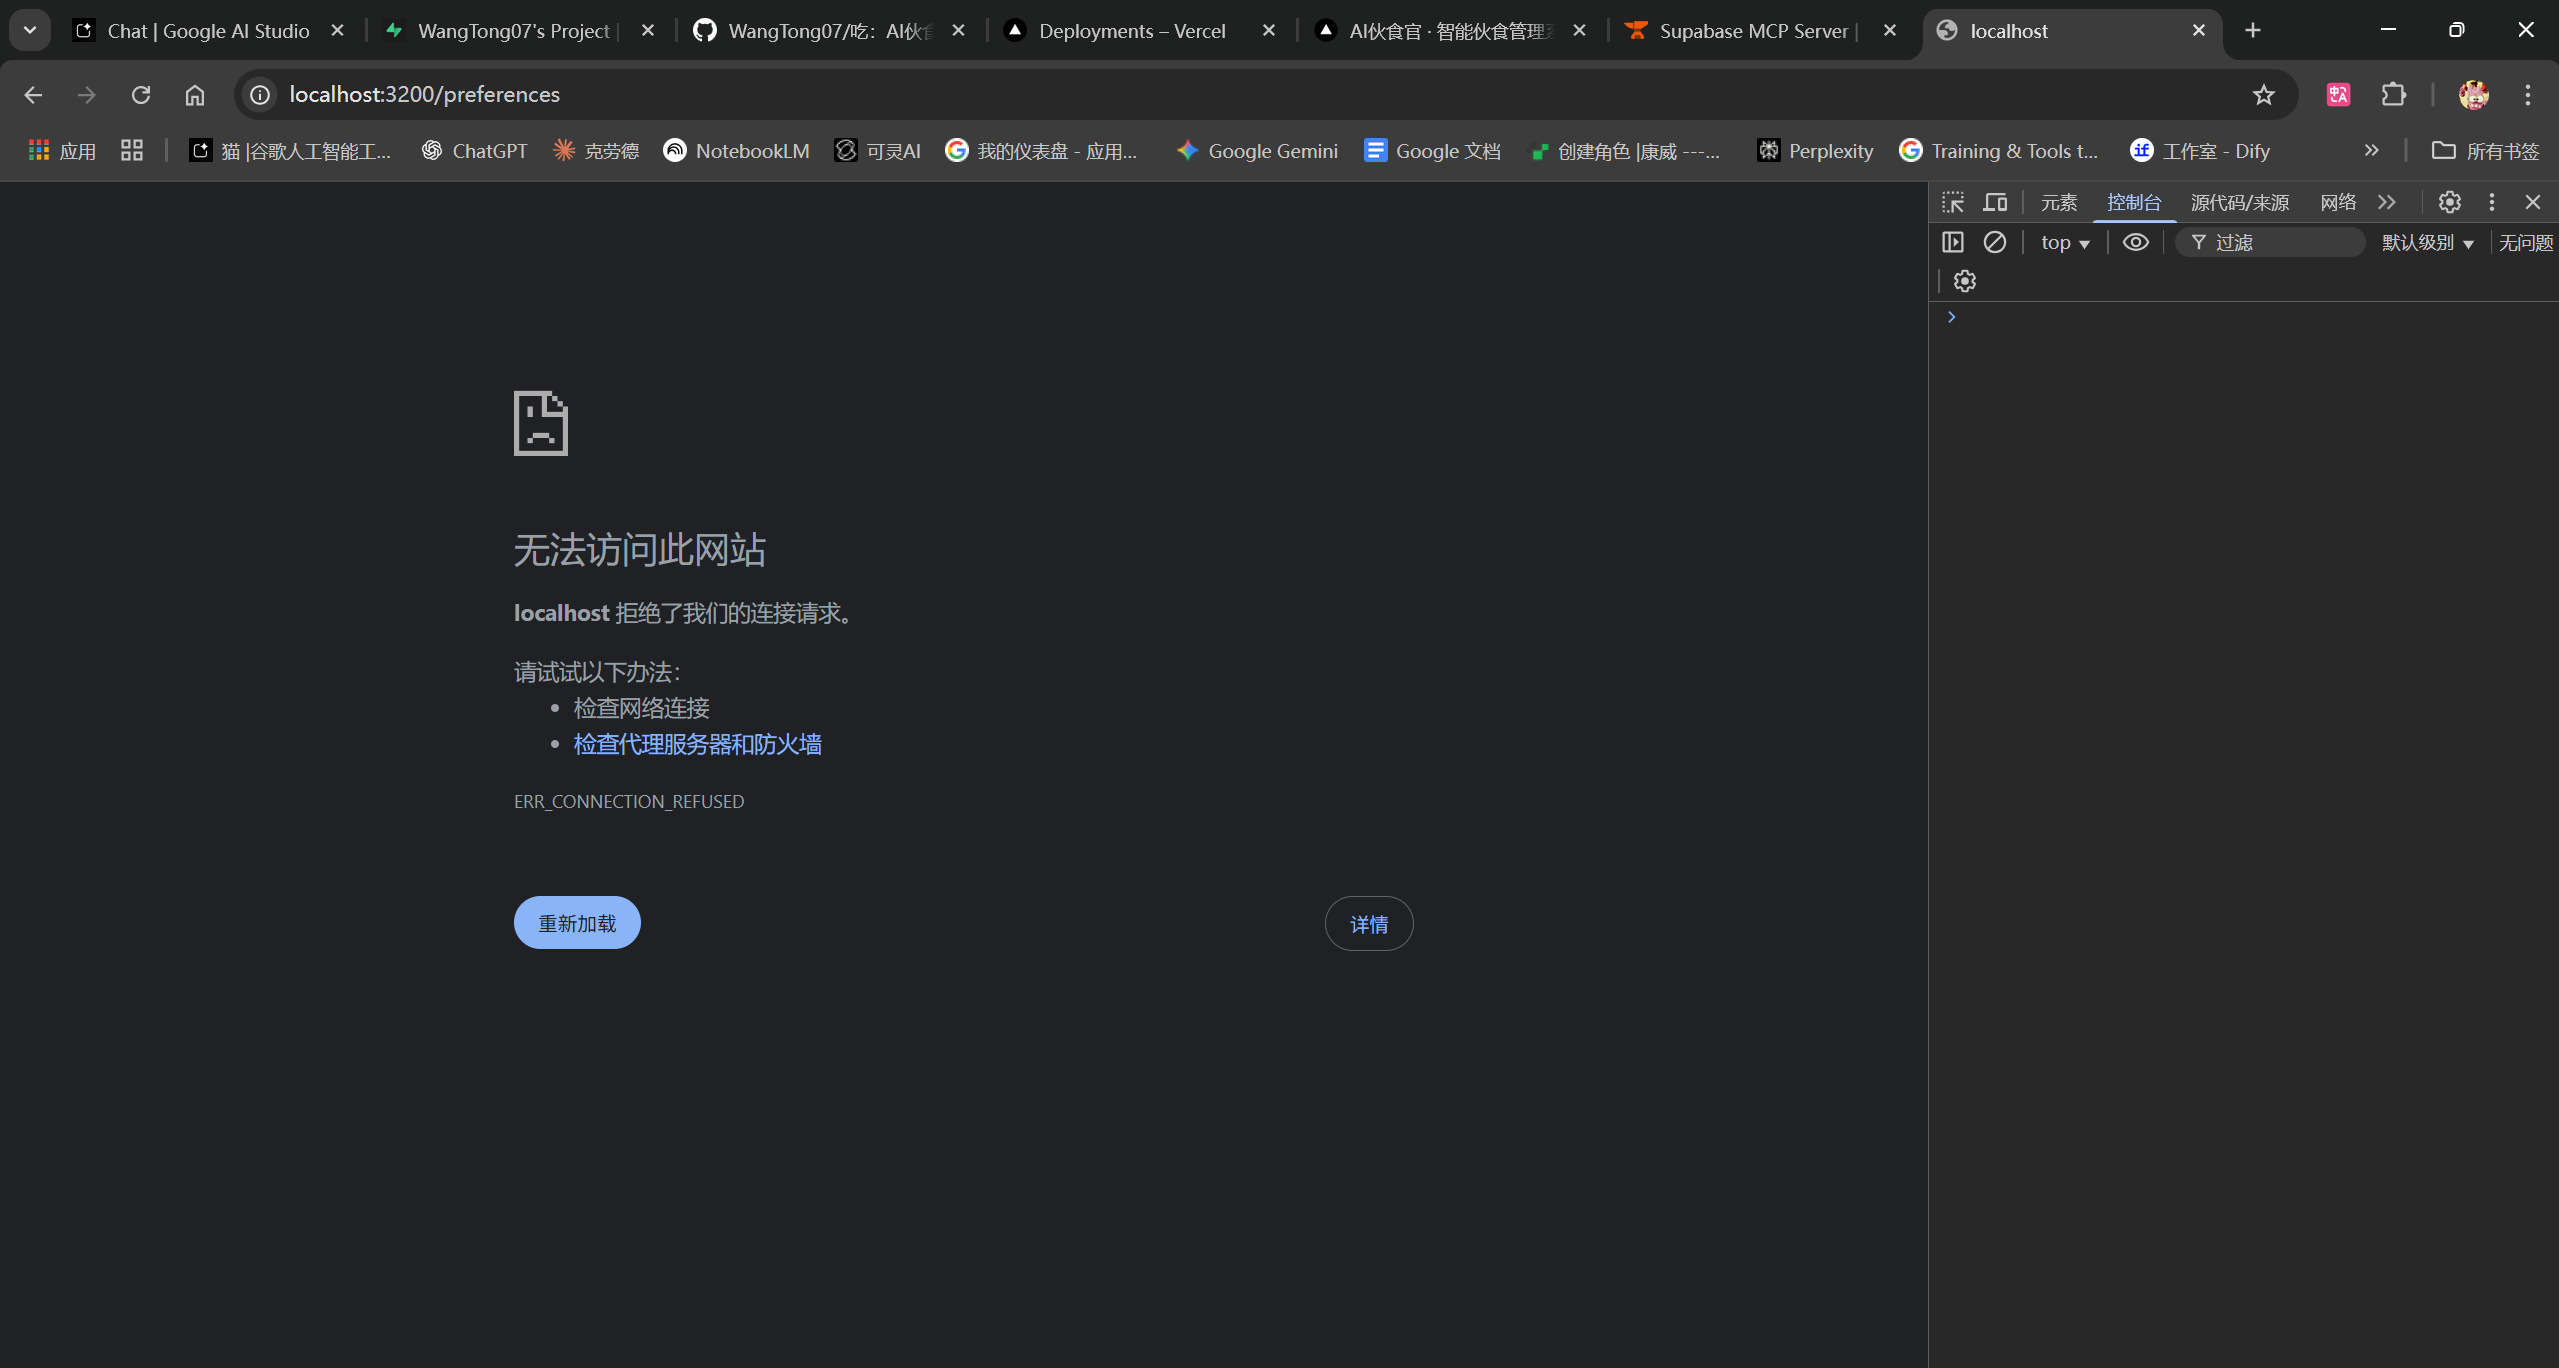 Chat | Google AI Studio
WangTong07's Project |
WangTong07/吃：AI伙食
Deployments – Vercel
AI伙食官 · 智能伙食管理系
Supabase MCP Server |
localhost
localhost:3200/preferences
应用
猫 |谷歌人工智能工...
ChatGPT
克劳德
NotebookLM
可灵AI
我的仪表盘 - 应用...
Google Gemini
Google 文档
创建角色 |康威 ---...
Perplexity
Training & Tools t...
工作室 - Dify
所有书签
元素
控制台
源代码/来源
网络
top
过滤
默认级别
无问题
无法访问此网站
localhost 拒绝了我们的连接请求。
请试试以下办法：
• 检查网络连接
• 检查代理服务器和防火墙
ERR_CONNECTION_REFUSED
重新加载
详情